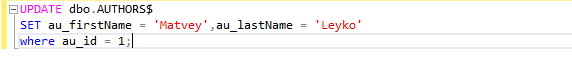 UPDATE dbo.AUTHORS$
SET au_firstName = 'Matvey',au_lastName = 'Leyko'
where au_id = 1;